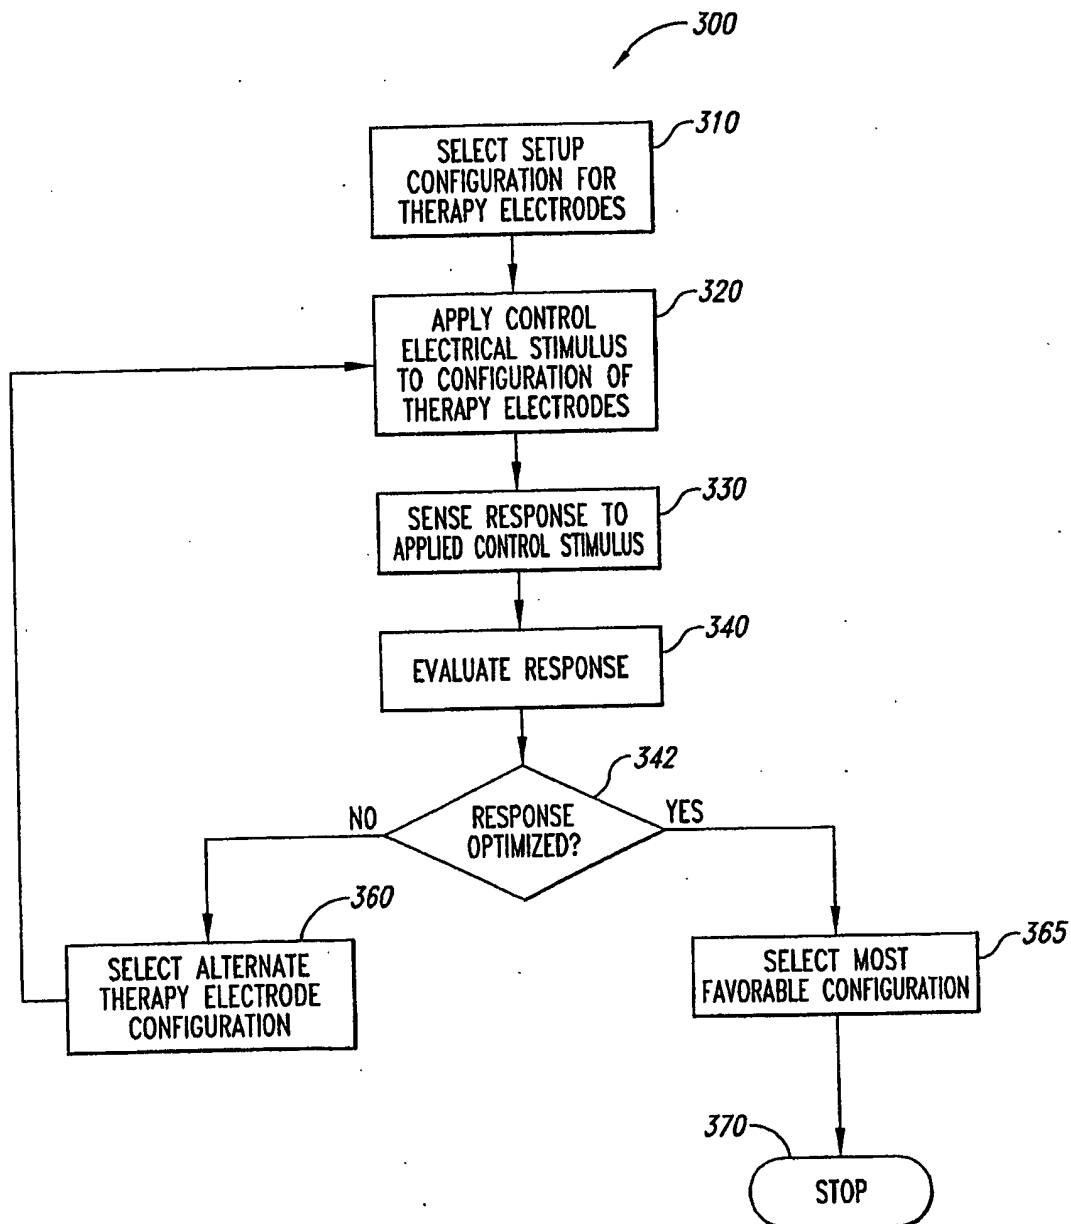 300
310
SELECT SETUP
CONFIGURATION FOR
THERAPY ELECTRODES
320
APPLY CONTROL
ELECTRICAL STIMULUS
TO CONFIGURATION OF
THERAPY ELECTRODES
330
SENSE RESPONSE TO
APPLIED CONTROL STIMULUS
340
EVALUATE RESPONSE
342
NO
RESPONSE
OPTIMIZED?
YES
360
SELECT ALTERNATE
THERAPY ELECTRODE
CONFIGURATION
365
SELECT MOST
FAVORABLE CONFIGURATION
370
STOP